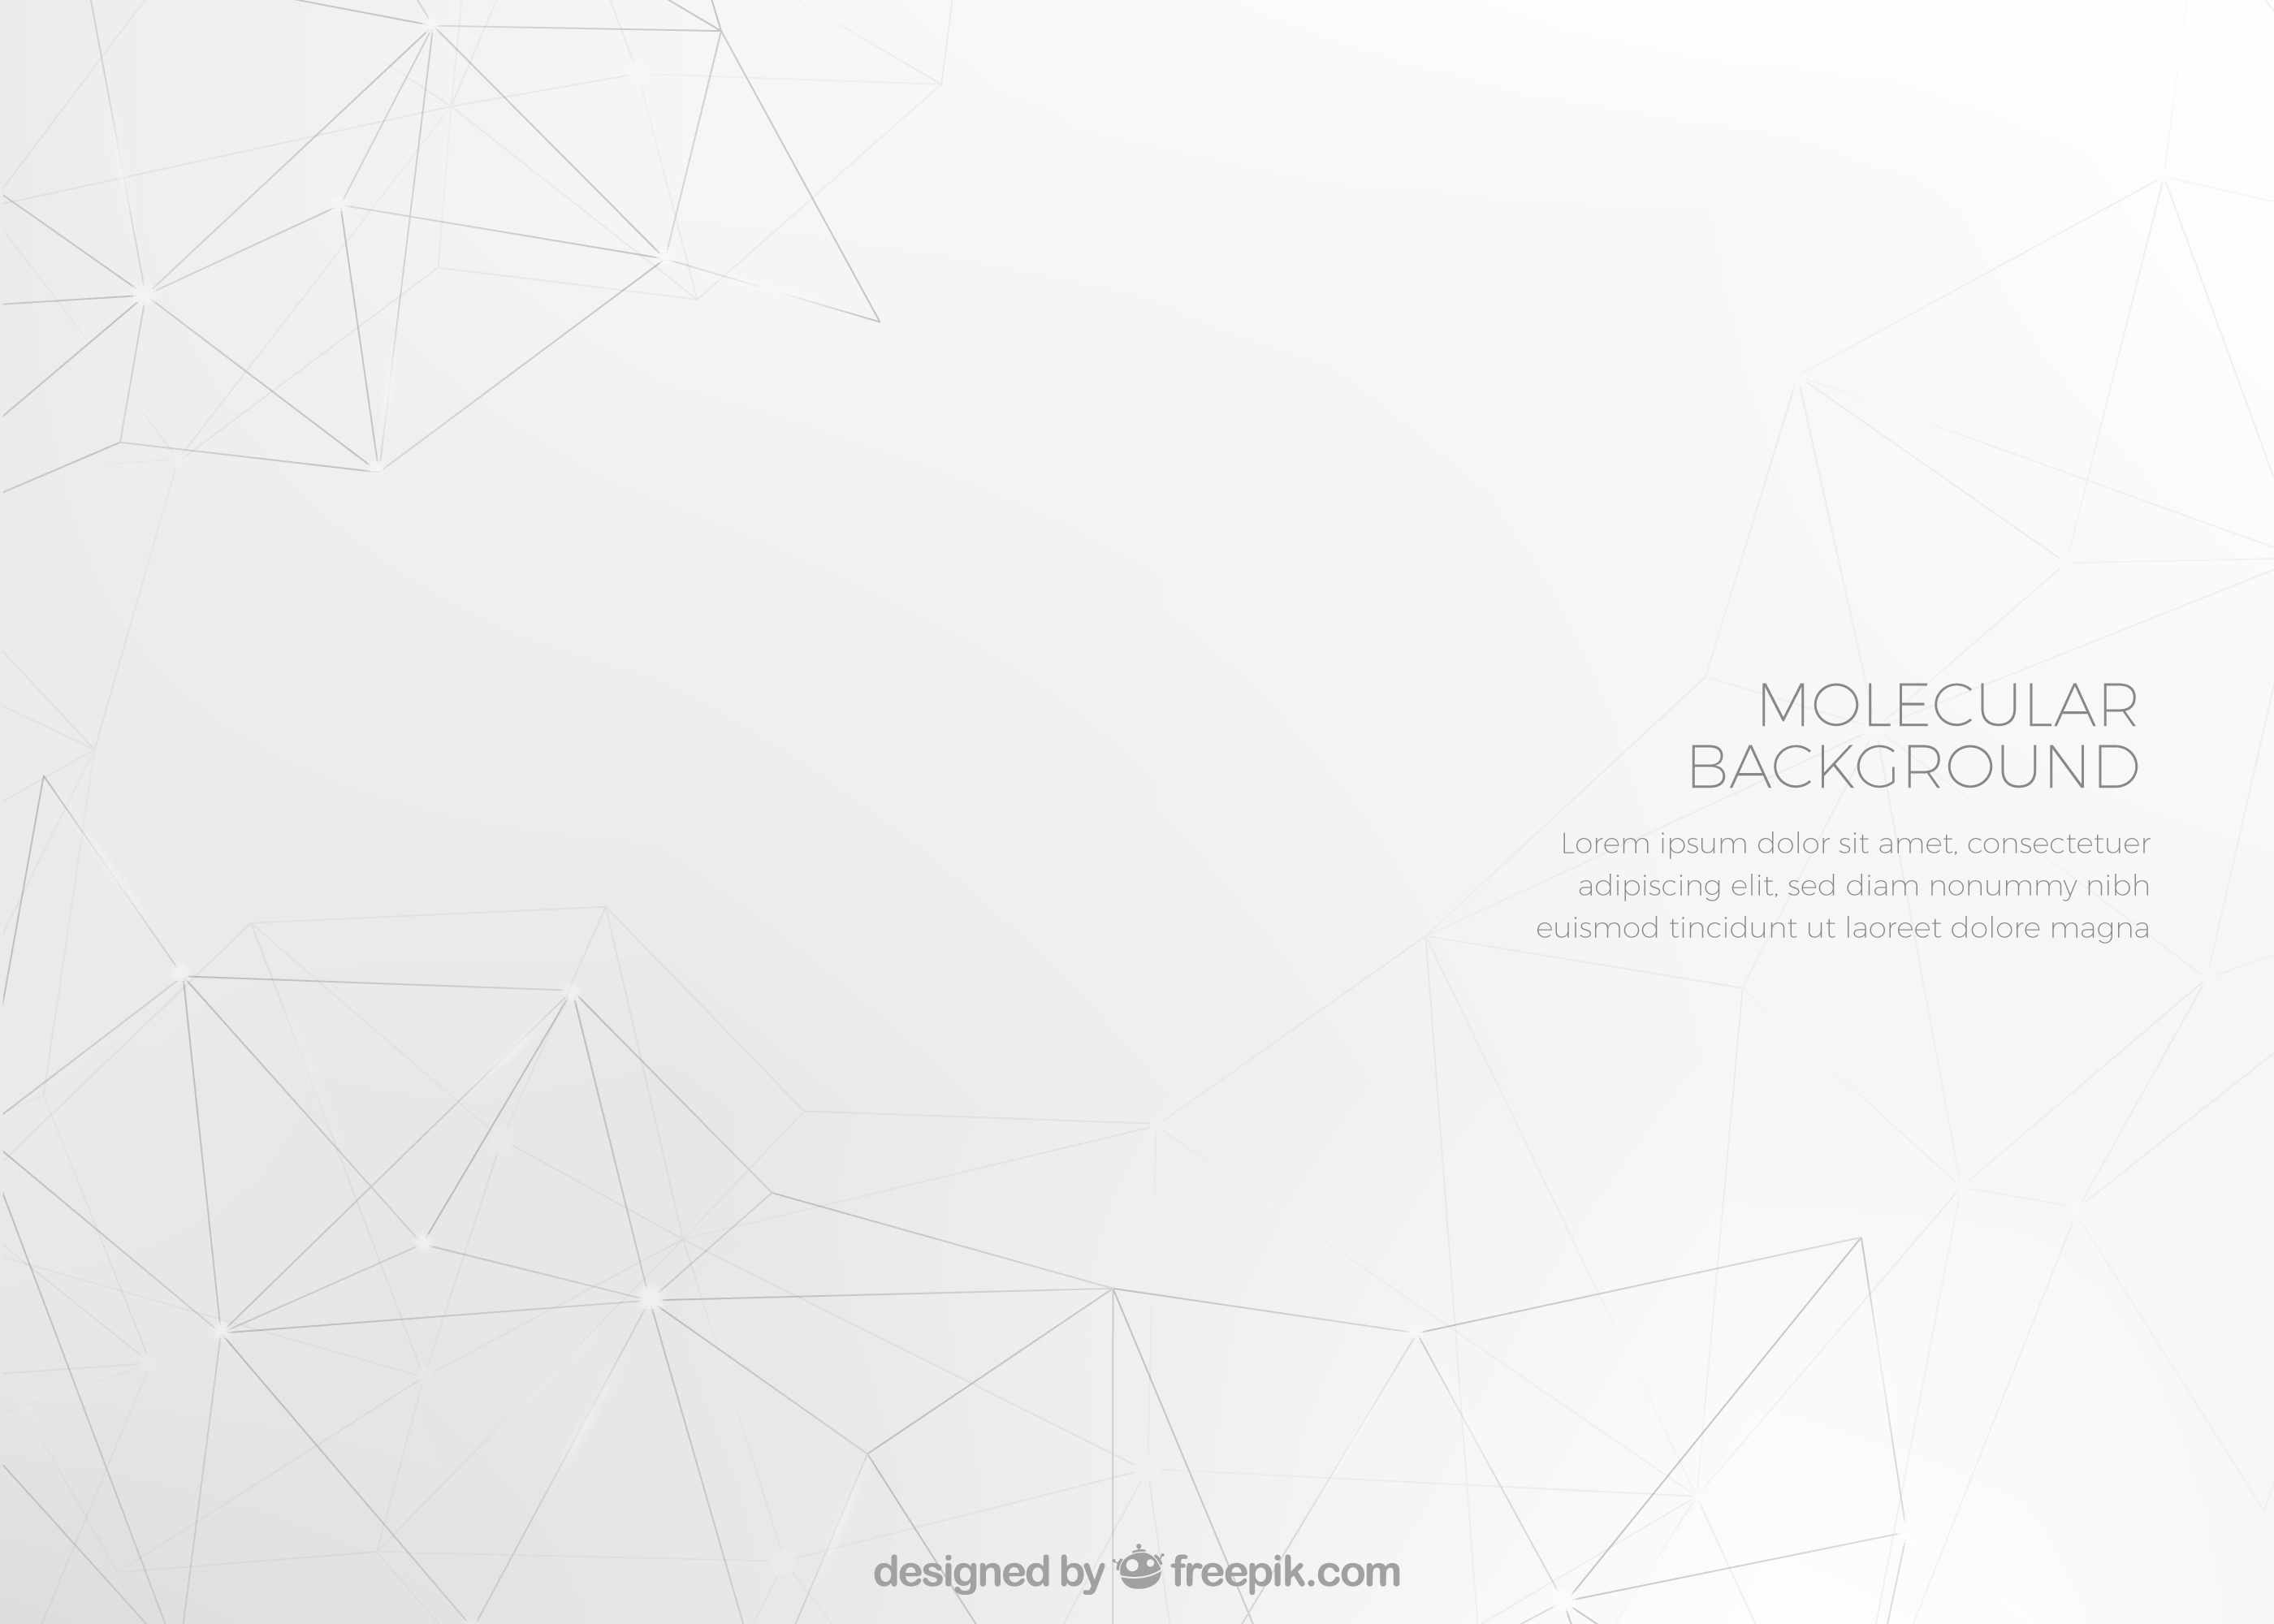 MOLECULAR
BACKGROUND
Lorem ipsum dolor sit amet, consectetuer
adipiscing elit, sed diam nonummy nibh
euismod tincidunt ut laoreet dolore magna
designed by freepik.com